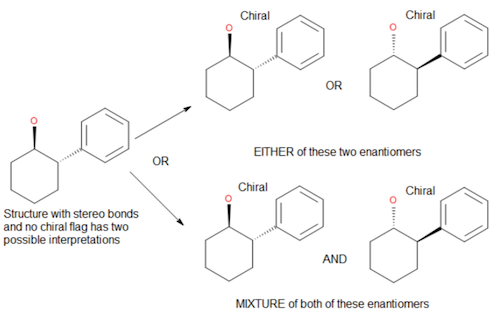 Chiral
Chiral
O
O
OR
O
OR
EITHER of these two enantiomers
Structure with stereo bonds
and no chiral flag has two
possible interpretations
Chiral
Chiral
O
O
AND
MIXTURE of both of these enantiomers